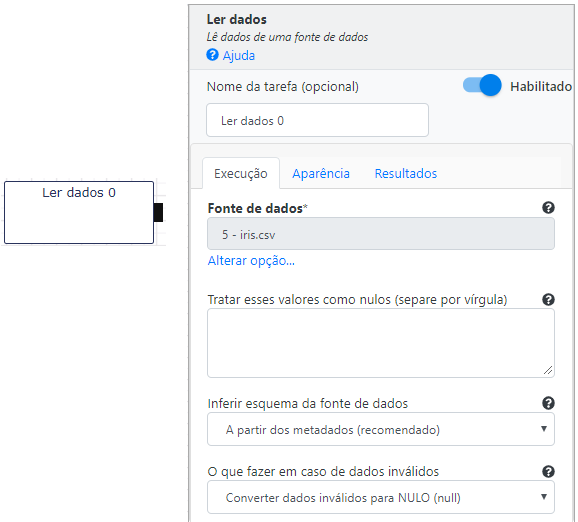 Ler dados 0
Ler dados
Lê dados de uma fonte de dados
? Ajuda
Nome da tarefa (opcional)
Habilitado
Ler dados 0
Execução
Aparência
Resultados
Fonte de dados*
?
5 - iris.csv
Alterar opção...
Tratar esses valores como nulos (separe por vírgula)
?
Inferir esquema da fonte de dados
?
A partir dos metadados (recomendado)
O que fazer em caso de dados inválidos
?
Converter dados inválidos para NULO (null)